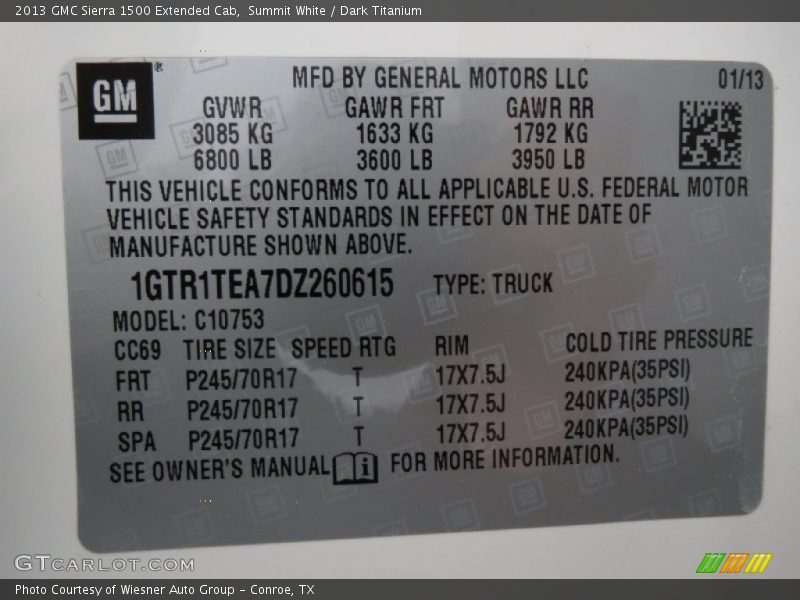 2013 GMC Sierra 1500 Extended Cab, Summit White / Dark Titanium
GM ® MFD BY GENERAL MOTORS LLC 01/13
GVWR GAWR FRT GAWR RR
3085 KG 1633 KG 1792 KG
6800 LB 3600 LB 3950 LB
THIS VEHICLE CONFORMS TO ALL APPLICABLE U.S. FEDERAL MOTOR
VEHICLE SAFETY STANDARDS IN EFFECT ON THE DATE OF
MANUFACTURE SHOWN ABOVE.
1GTR1TEA7DZ260615 TYPE: TRUCK
MODEL: C10753
CC69 TIRE SIZE SPEED RTG RIM COLD TIRE PRESSURE
FRT P245/70R17 T 17X7.5J 240KPA(35PSI)
RR P245/70R17 T 17X7.5J 240KPA(35PSI)
SPA P245/70R17 T 17X7.5J 240KPA(35PSI)
SEE OWNER'S MANUAL i FOR MORE INFORMATION.
GTCARLOT.COM
Photo Courtesy of Wiesner Auto Group - Conroe, TX